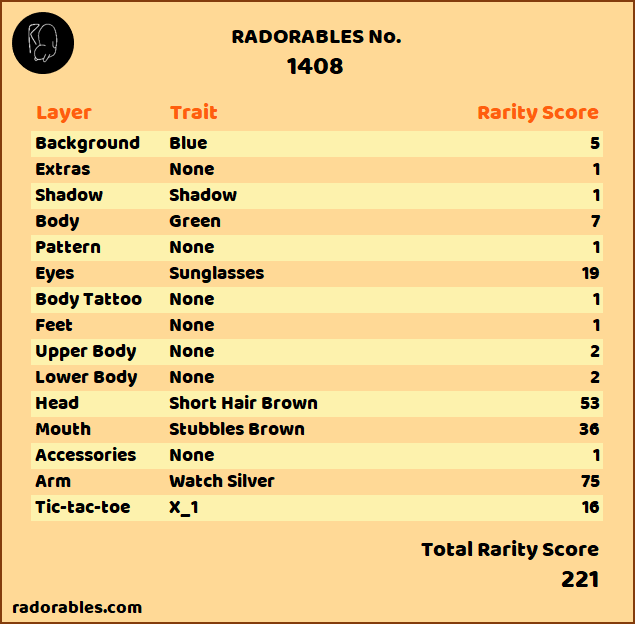 RADORABLES No.
1408
Layer Trait Rarity Score
Background Blue 5
Extras None 1
Shadow Shadow 1
Body Green 7
Pattern None 1
Eyes Sunglasses 19
Body Tattoo None 1
Feet None 1
Upper Body None 2
Lower Body None 2
Head Short Hair Brown 53
Mouth Stubbles Brown 36
Accessories None 1
Arm Watch Silver 75
Tic-tac-toe X_1 16
Total Rarity Score
221
radorables.com